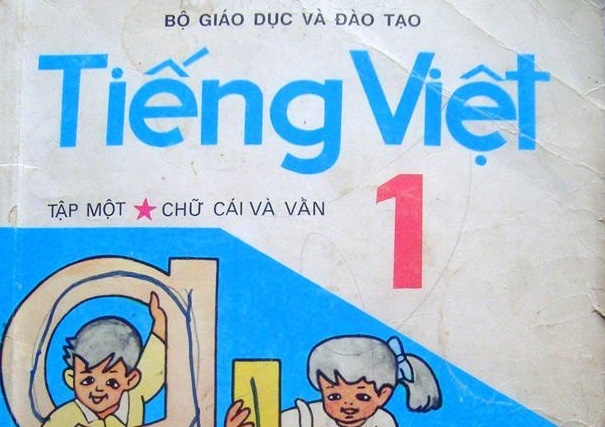 BỘ GIÁO DỤC VÀ ĐÀO TẠO
Tiếng Việt
1
TẬP MỘT ★ CHỮ CÁI VÀ VẦN
a